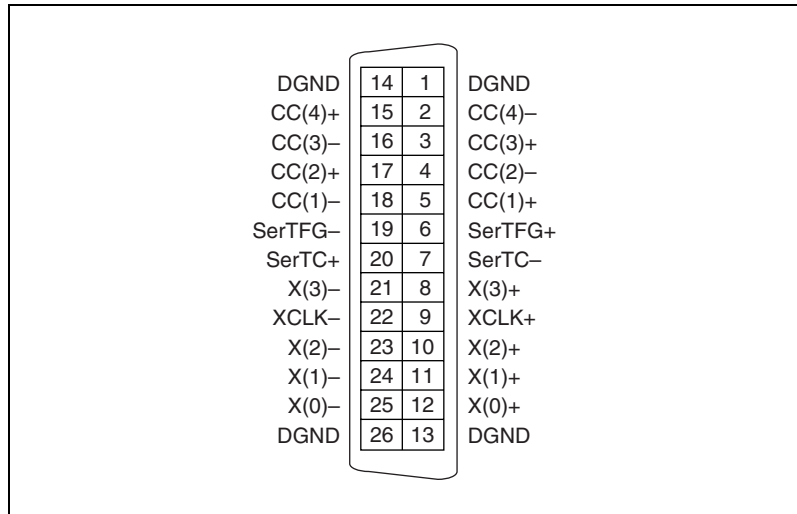 DGND 14 1 DGND
CC(4)+ 15 2 CC(4)–
CC(3)– 16 3 CC(3)+
CC(2)+ 17 4 CC(2)–
CC(1)– 18 5 CC(1)+
SerTFG– 19 6 SerTFG+
SerTC+ 20 7 SerTC–
X(3)– 21 8 X(3)+
XCLK– 22 9 XCLK+
X(2)– 23 10 X(2)+
X(1)– 24 11 X(1)+
X(0)– 25 12 X(0)+
DGND 26 13 DGND